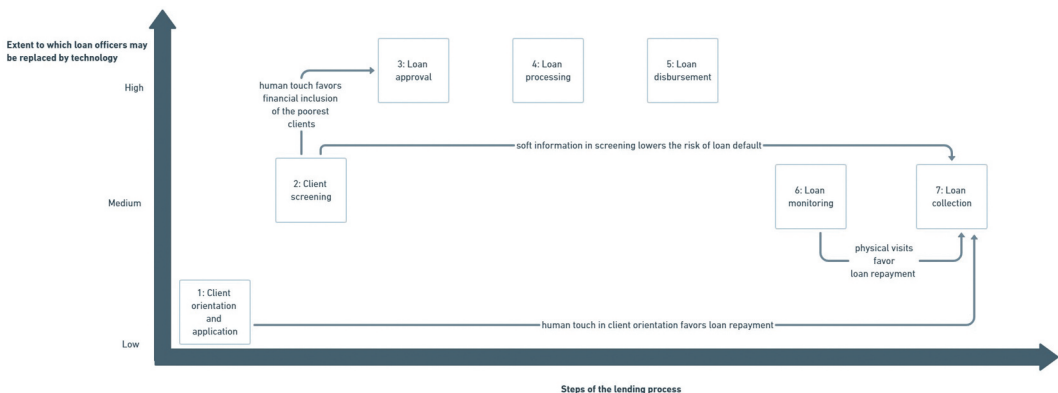 Extent to which loan officers may
be replaced by technology
High
Medium
Low
3: Loan
approval
4: Loan
processing
5: Loan
disbursement
human touch favors
financial inclusion
of the poorest
clients
soft information in screening lowers the risk of loan default
2: Client
screening
6: Loan
monitoring
7: Loan
collection
physical visits
favor
loan repayment
1: Client
orientation
and
application
human touch in client orientation favors loan repayment
Steps of the lending process